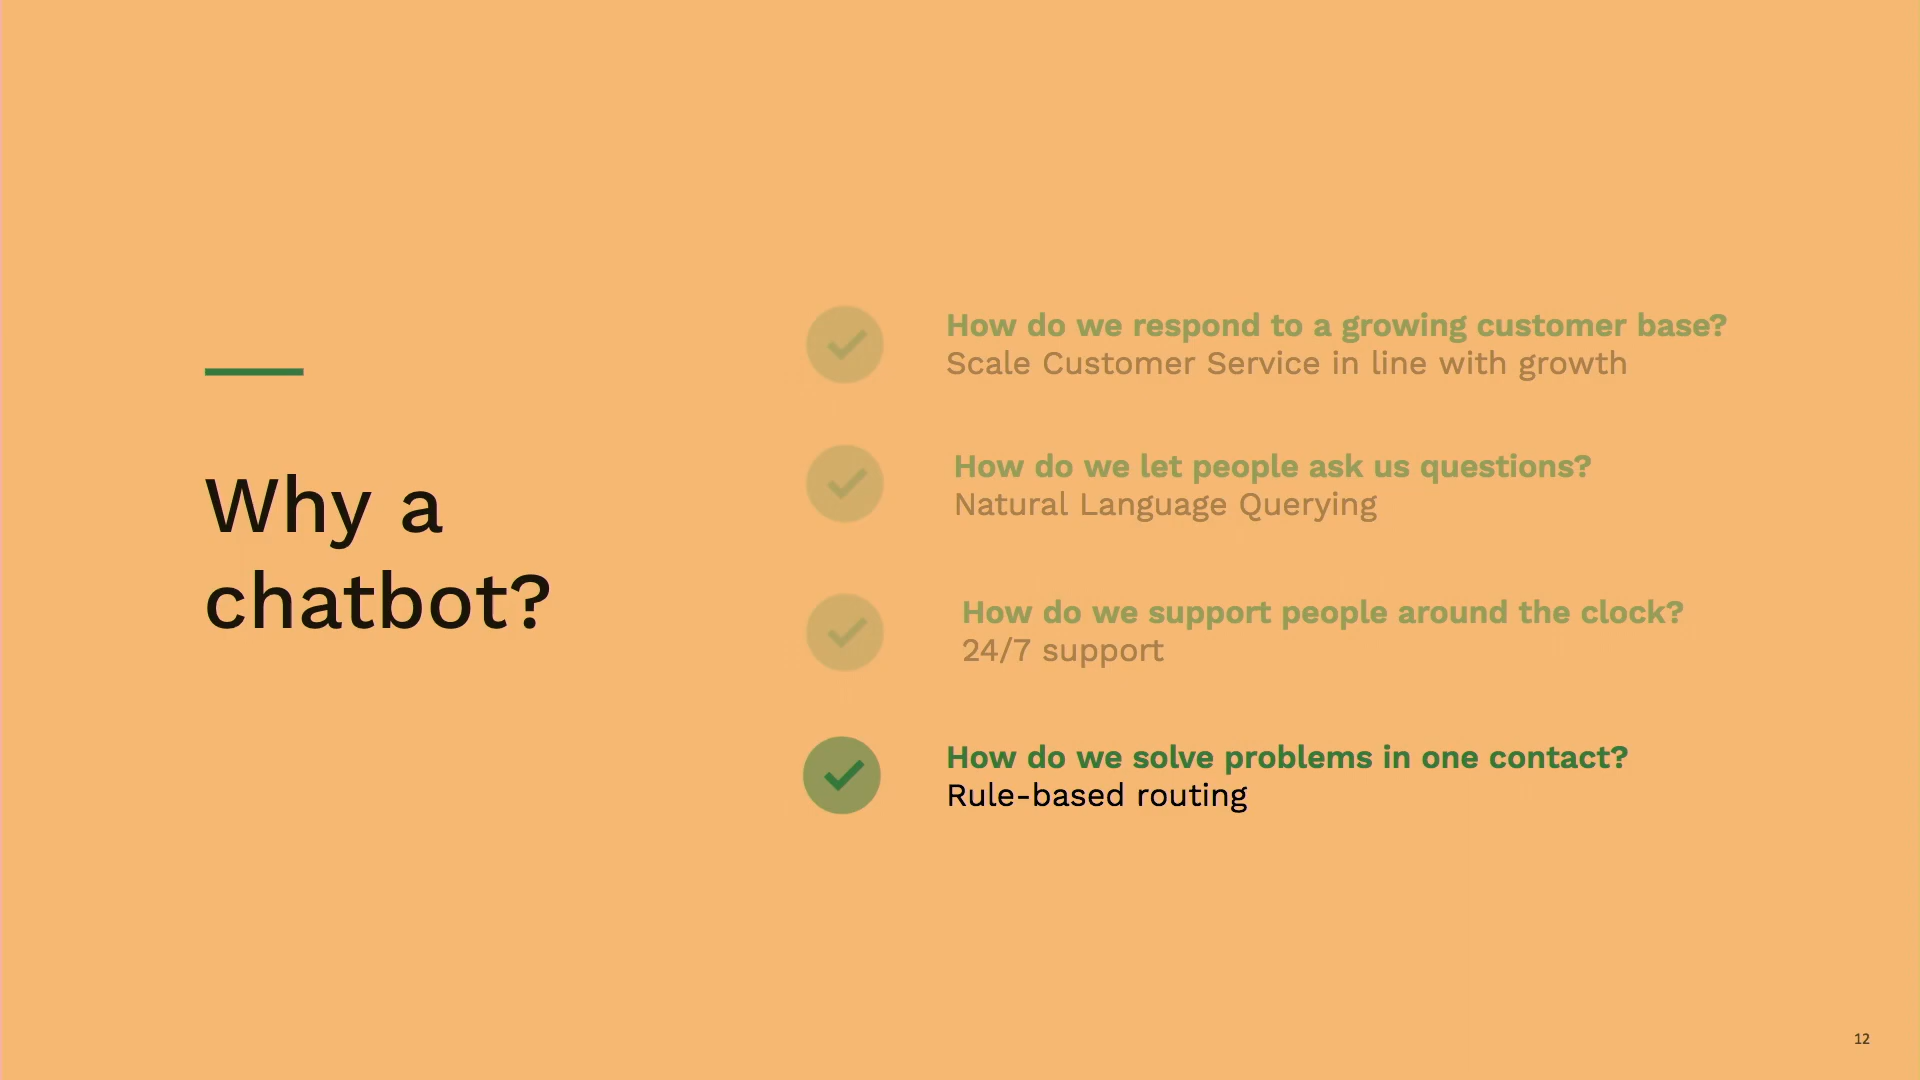 Why a
chatbot?
How do we respond to a growing customer base?
Scale Customer Service in line with growth
How do we let people ask us questions?
Natural Language Querying
How do we support people around the clock?
24/7 support
How do we solve problems in one contact?
Rule-based routing
12